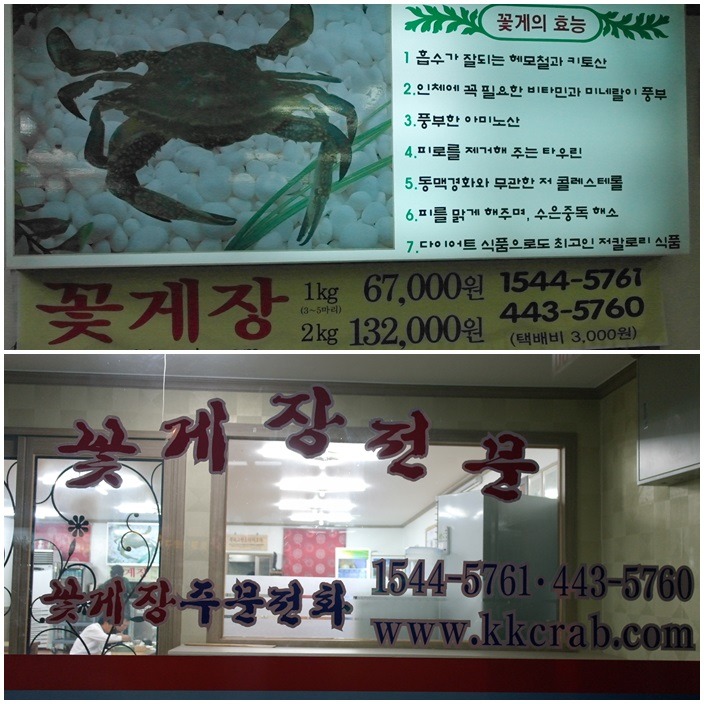 꽃게의 효능
1 흡수가 잘되는 헤모철과 키토산
2.인체에 꼭 필요한 비타민과 미네랄이 풍부
3.풍부한 아미노산
4.피로를 제거해 주는 타우린
5.동맥경화와 무관한 저 콜레스테롤
6.피를 맑게 해주며, 수은중독 해소
7.다이어트 식품으로도 최고인 저칼로리 식품
꽃게장 1kg 67,000원 1544-5761
(3~5마리)
2kg 132,000원 443-5760
(택배비 3,000원)
꽃게장전문
꽃게장주문전화 1544-5761·443-5760
www.kkcrab.com